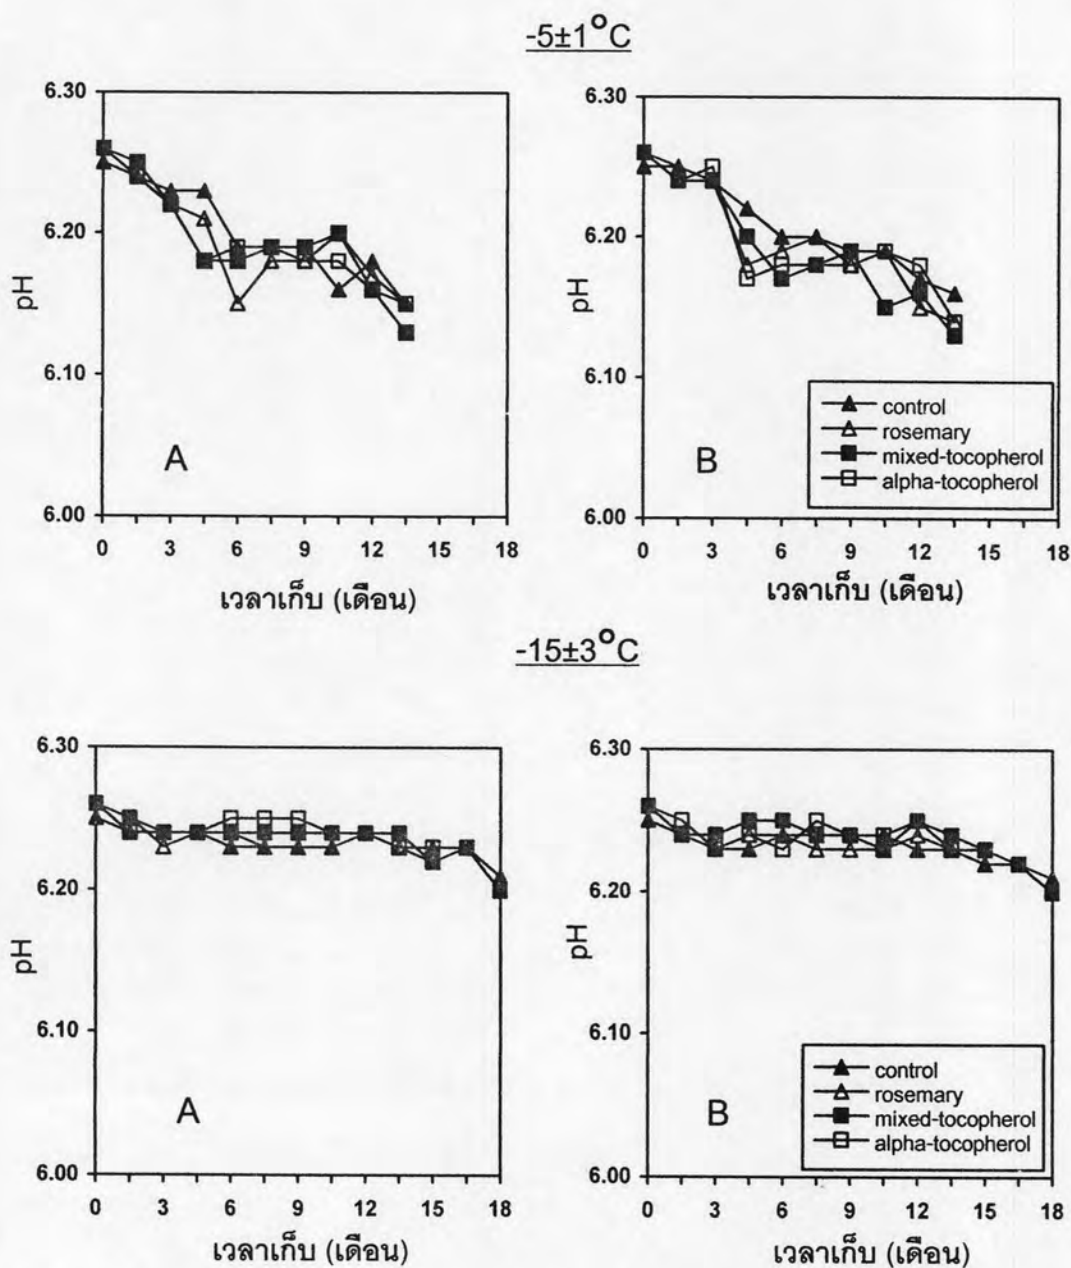 -5±1°C
6.30
6.20
6.10
6.00
pH
A
0 3 6 9 12 15 18
เวลาเก็บ (เดือน)
6.30
6.20
6.10
6.00
pH
B
control
rosemary
mixed-tocopherol
alpha-tocopherol
0 3 6 9 12 15 18
เวลาเก็บ (เดือน)
-15±3°C
6.30
6.20
6.10
6.00
pH
A
0 3 6 9 12 15 18
เวลาเก็บ (เดือน)
6.30
6.20
6.10
6.00
pH
B
control
rosemary
mixed-tocopherol
alpha-tocopherol
0 3 6 9 12 15 18
เวลาเก็บ (เดือน)